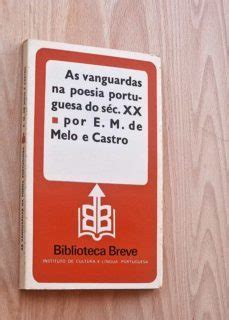 As vanguardas
na poesia portu-
guesa do séc. XX
por E. M. de
Melo e Castro
Biblioteca Breve
INSTITUTO DE CULTURA E LÍNGUA PORTUGUESA